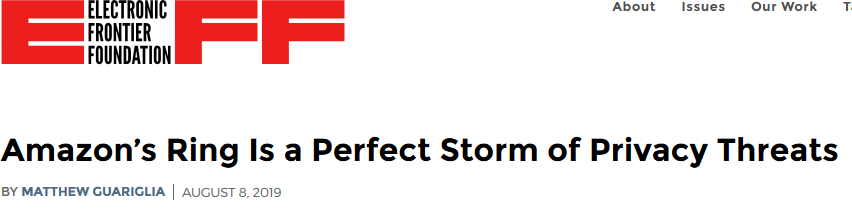 EFF
ELECTRONIC
FRONTIER
FOUNDATION
About Issues Our Work
Amazon's Ring Is a Perfect Storm of Privacy Threats
BY MATTHEW GUARIGLIA | AUGUST 8, 2019